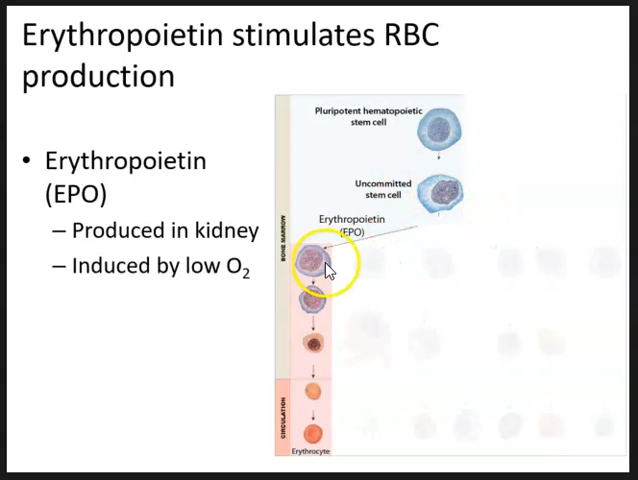 Erythropoietin stimulates RBC
production
• Erythropoietin
(EPO)
– Produced in kidney
– Induced by low O₂
Pluripotent hematopoietic
stem cell
Uncommitted
stem cell
Erythropoietin
(EPO)
BONE MARROW
CIRCULATION
Erythrocyte